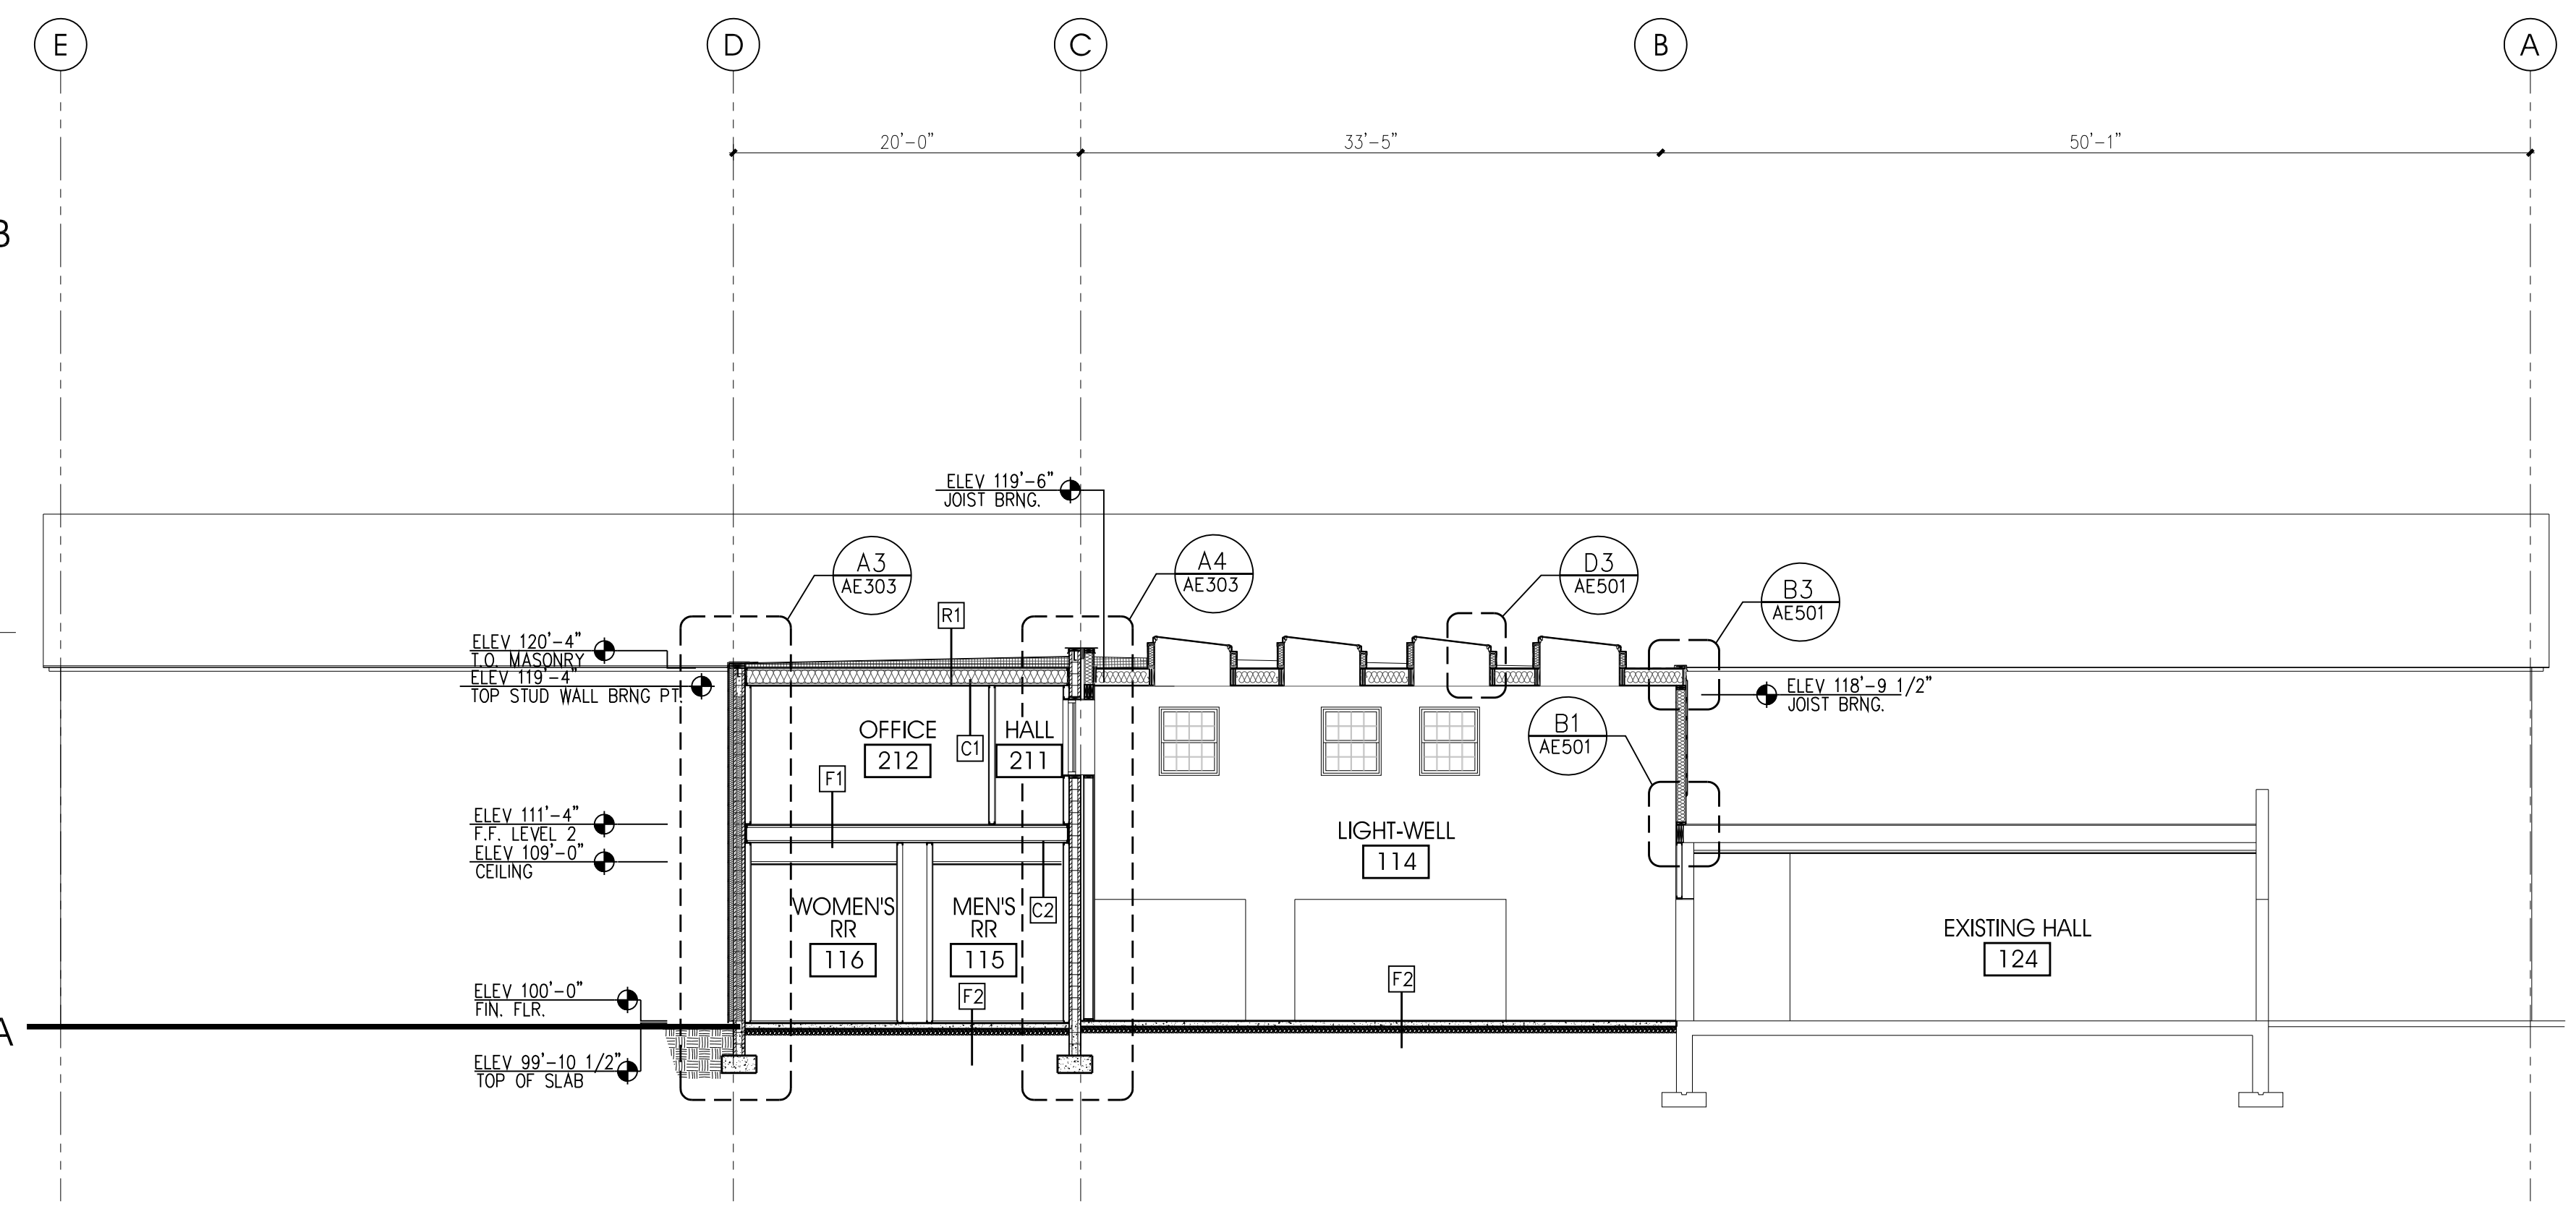 E
D
C
B
A
20'-0"
33'-5"
50'-1"
B
ELEV 119'-6"
JOIST BRNG.
A3
AE303
A4
AE303
D3
AE501
B3
AE501
R1
ELEV 120'-4"
T.O. MASONRY
ELEV 119'-4"
TOP STUD WALL BRNG PT.
ELEV 118'-9 1/2"
JOIST BRNG.
OFFICE
212
C1
HALL
211
B1
AE501
F1
ELEV 111'-4"
F.F. LEVEL 2
ELEV 109'-0"
CEILING
LIGHT-WELL
114
WOMEN'S
RR
116
MEN'S
RR
115
C2
EXISTING HALL
124
F2
F2
ELEV 100'-0"
FIN. FLR.
A
ELEV 99'-10 1/2"
TOP OF SLAB